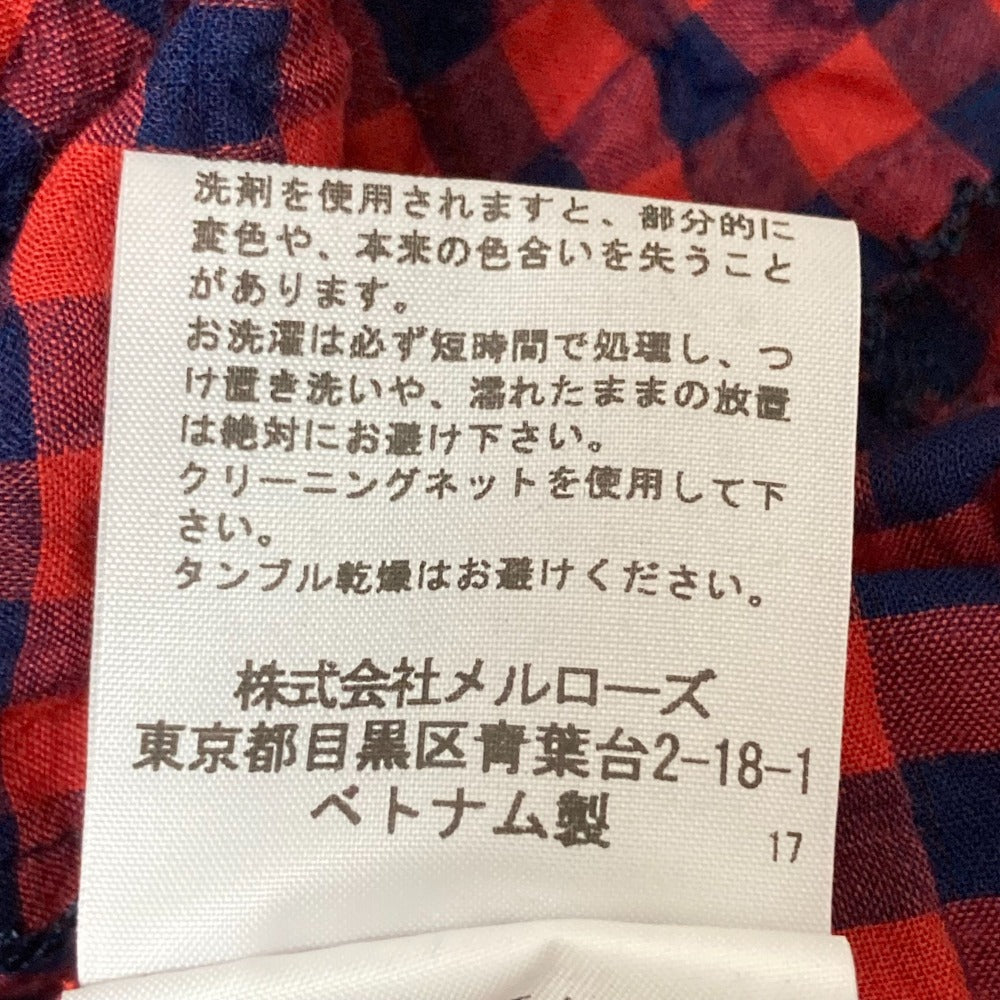 洗剤を使用されますと、部分的に
変色や、本来の色合いを失うこと
があります。
お洗濯は必ず短時間で処理し、つ
け置き洗いや、濡れたままの放置
は絶対にお避け下さい。
クリーニングネットを使用して下
さい。
タンブル乾燥はお避けください。
株式会社メルローズ
東京都目黒区青葉台2-18-1
ベトナム製
17